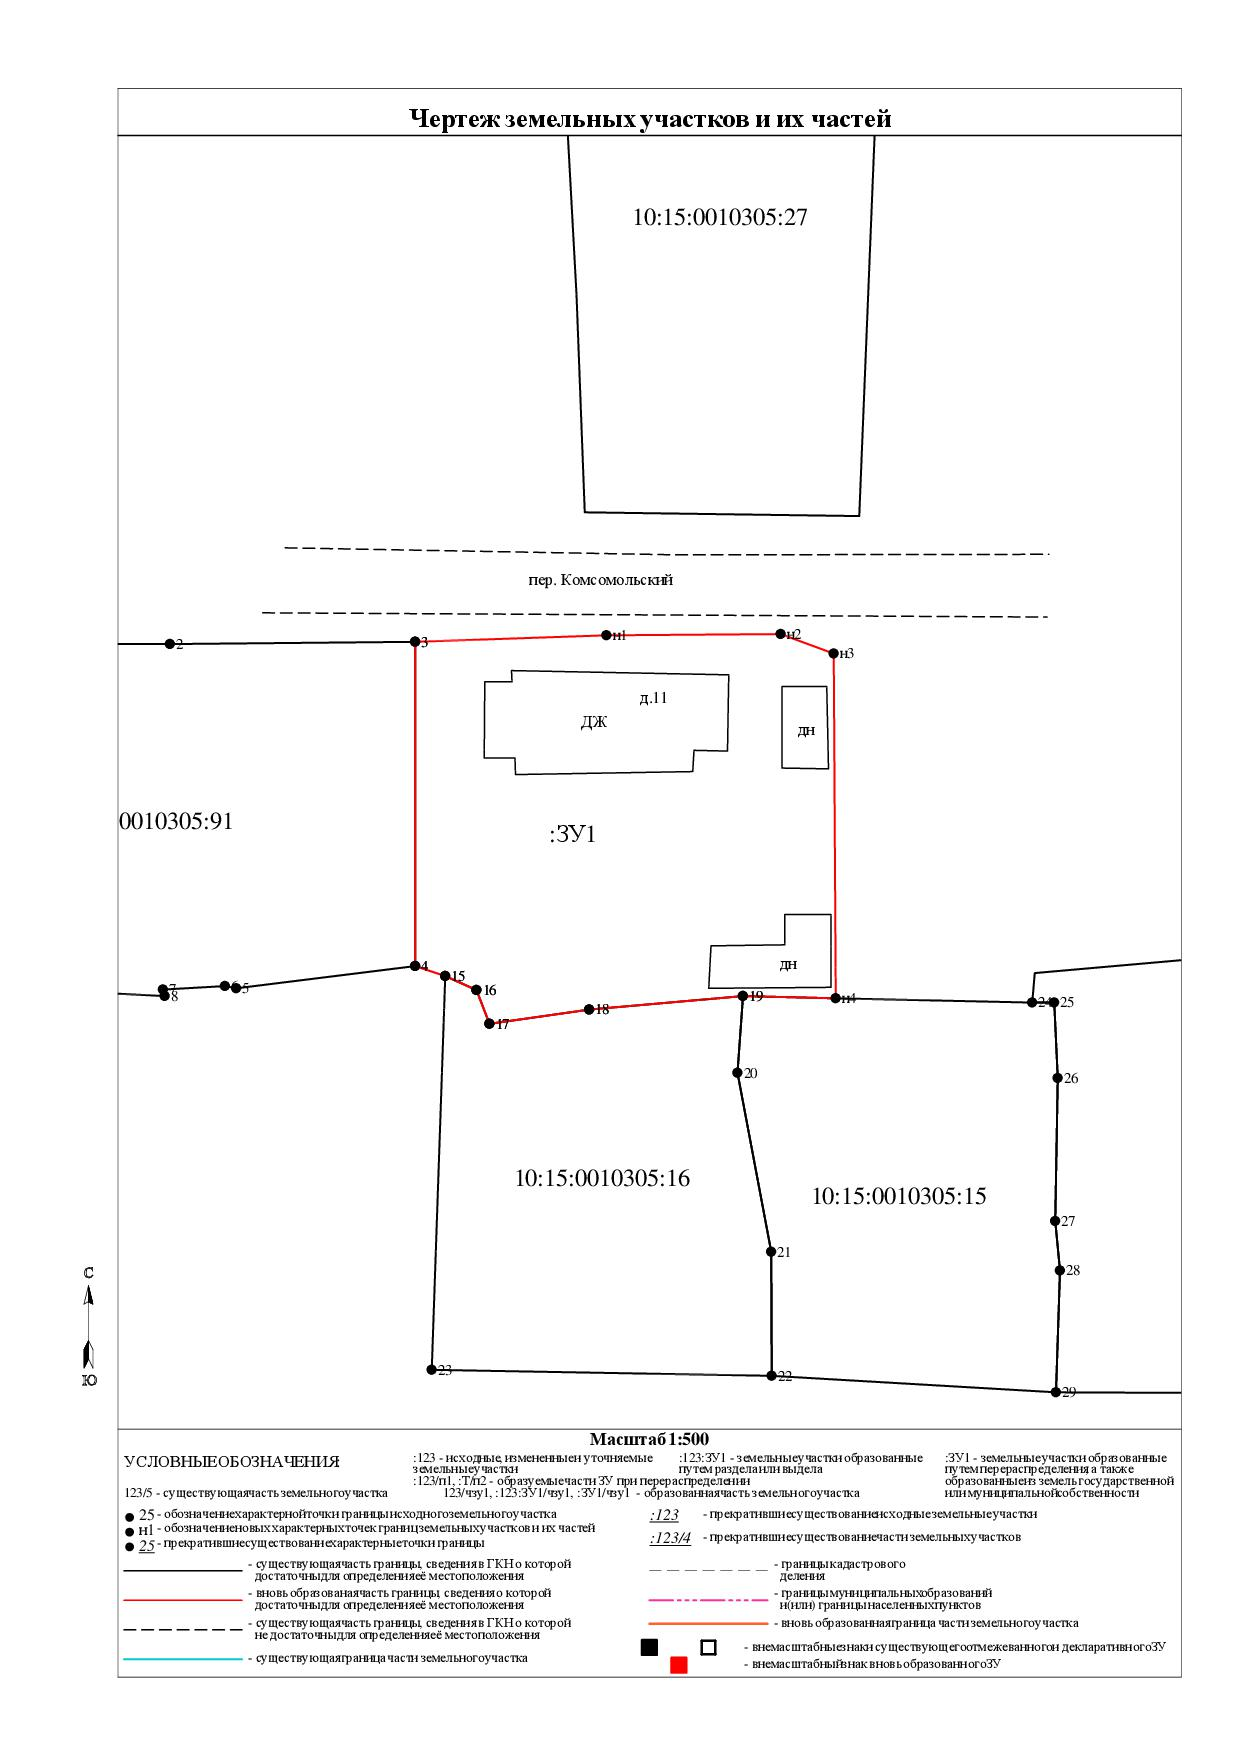 Чертеж земельных участков и их частей
10:15:0010305:27
пер. Комсомольский
2
3
н1
н2
н3
д.11
ДЖ
дн
0010305:91
:ЗУ1
4
15
16
17
18
19
н4
дн
7
8
5
24
25
20
26
10:15:0010305:16
10:15:0010305:15
21
27
28
23
22
29
С
Ю
Масштаб 1:500
УСЛОВНЫЕ ОБОЗНАЧЕНИЯ
:123 - исходные, измененные и уточняемые
земельные участки
:123/п1, :Т/п2 - образуемые части ЗУ при перераспределении
:123:ЗУ1 - земельные участки образованные
путем раздела или выдела
:ЗУ1 - земельные участки образованные
путем перераспределения, а также
образованные из земель государственной
или муниципальной собственности
123/5 - существующая часть земельного участка
123/чзу1, :123:ЗУ1/чзу1, :ЗУ1/чзу1 - образованная часть земельного участка
25 - обозначение характерной точки границы исходного земельного участка
н1 - обозначение новых характерных точек границ земельных участков и их частей
25 - прекратившие существование характерные точки границы
:123 - прекратившие существование исходные земельные участки
:123/4 - прекратившие существование части земельных участков
- существующая часть границы, сведения в ГКН о которой
достаточны для определения её местоположения
- вновь образованая часть границы, сведения о которой
достаточны для определения её местоположения
- существующая часть границы, сведения в ГКН о которой
не достаточны для определения её местоположения
- существующая граница части земельного участка
- границы кадастрового
деления
- границы муниципальных образований
и (или) границы населенных пунктов
- вновь образованная граница части земельного участка
- внемасштабные знаки существующего отмежеванного и декларативного ЗУ
- внемасштабный знак вновь образованного ЗУ